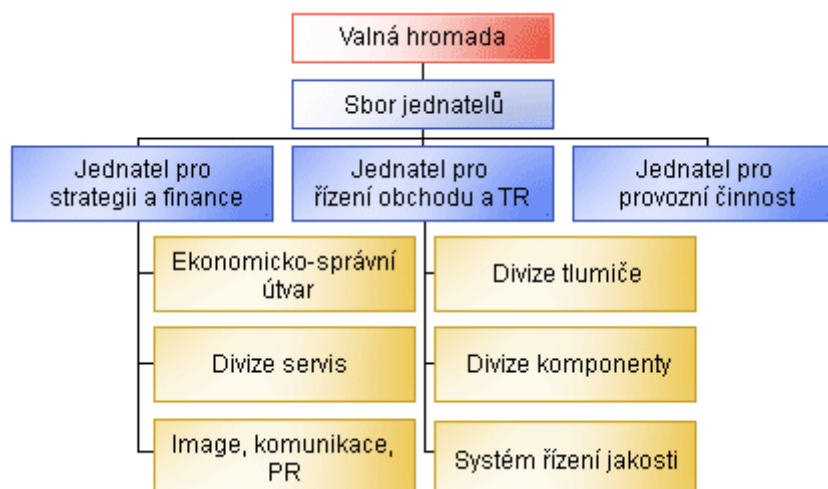 Valná hromada
Sbor jednatelů
Jednatel pro
strategii a finance
Jednatel pro
řízení obchodu a TR
Jednatel pro
provozní činnost
Ekonomicko-správní
útvar
Divize tlumiče
Divize servis
Divize komponenty
Image, komunikace,
PR
Systém řízení jakosti